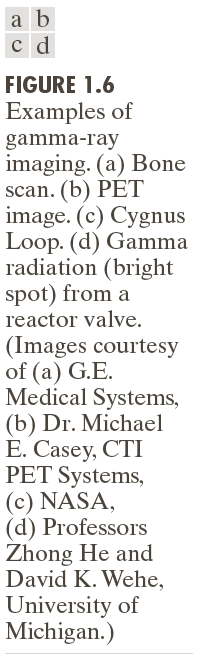 a b
c d
FIGURE 1.6
Examples of
gamma-ray
imaging. (a) Bone
scan. (b) PET
image. (c) Cygnus
Loop. (d) Gamma
radiation (bright
spot) from a
reactor valve.
(Images courtesy
of (a) G.E.
Medical Systems,
(b) Dr. Michael
E. Casey, CTI
PET Systems,
(c) NASA,
(d) Professors
Zhong He and
David K. Wehe,
University of
Michigan.)